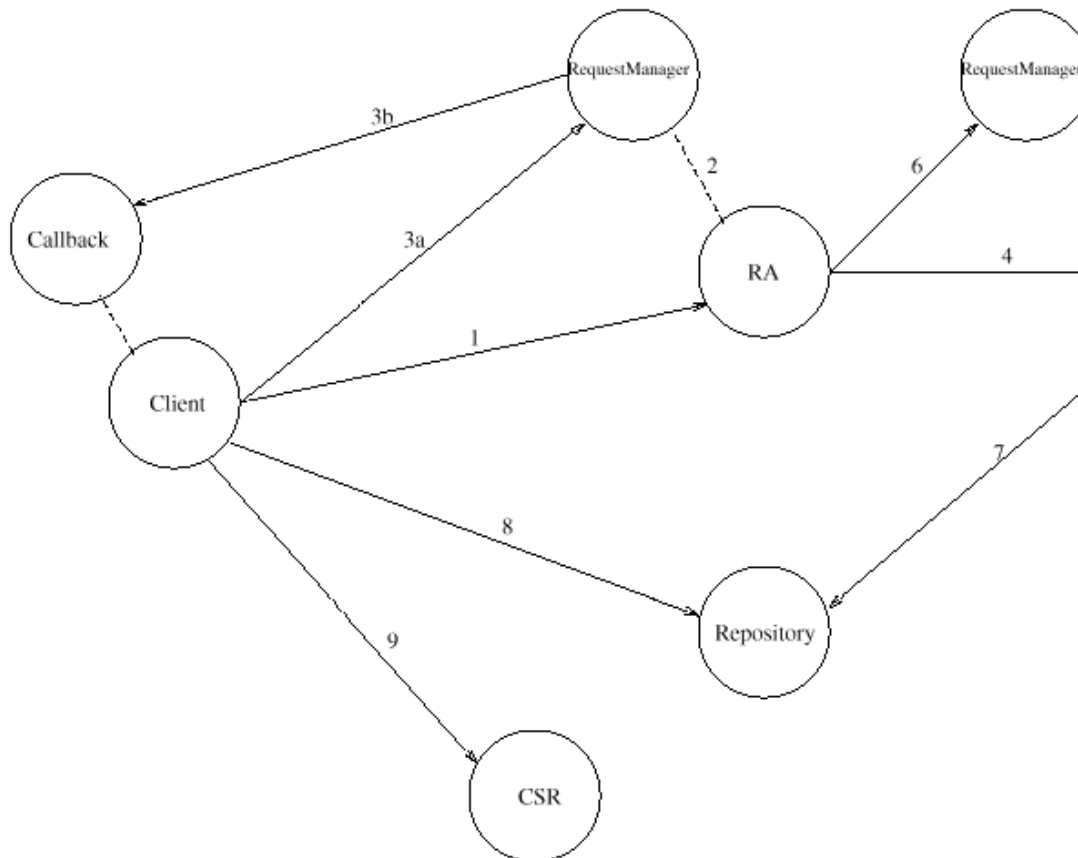 RequestManager
RequestManager
3b
2
6
Callback
3a
RA
4
1
Client
7
8
Repository
9
CSR